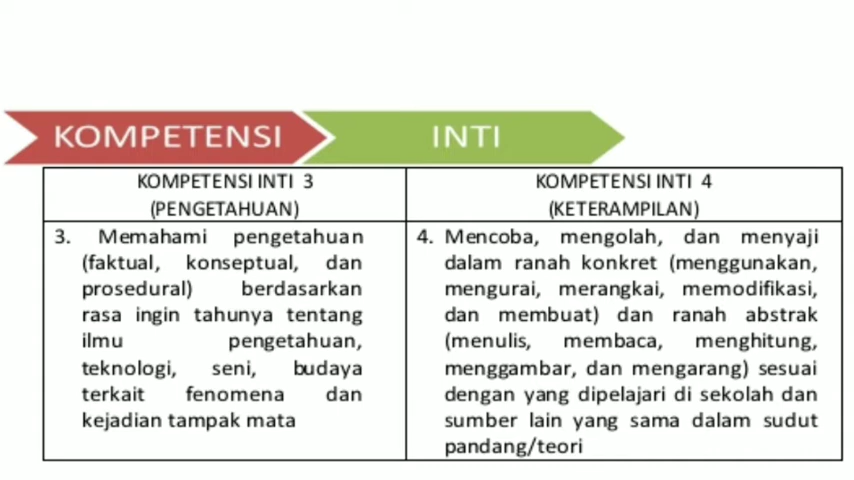 KOMPETENSI INTI
KOMPETENSI INTI 3
(PENGETAHUAN)
3. Memahami pengetahuan
(faktual, konseptual, dan
prosedural) berdasarkan
rasa ingin tahunya tentang
ilmu pengetahuan,
teknologi, seni, budaya
terkait fenomena dan
kejadian tampak mata
KOMPETENSI INTI 4
(KETERAMPILAN)
4. Mencoba, mengolah, dan menyaji
dalam ranah konkret (menggunakan,
mengurai, merangkai, memodifikasi,
dan membuat) dan ranah abstrak
(menulis, membaca, menghitung,
menggambar, dan mengarang) sesuai
dengan yang dipelajari di sekolah dan
sumber lain yang sama dalam sudut
pandang/teori